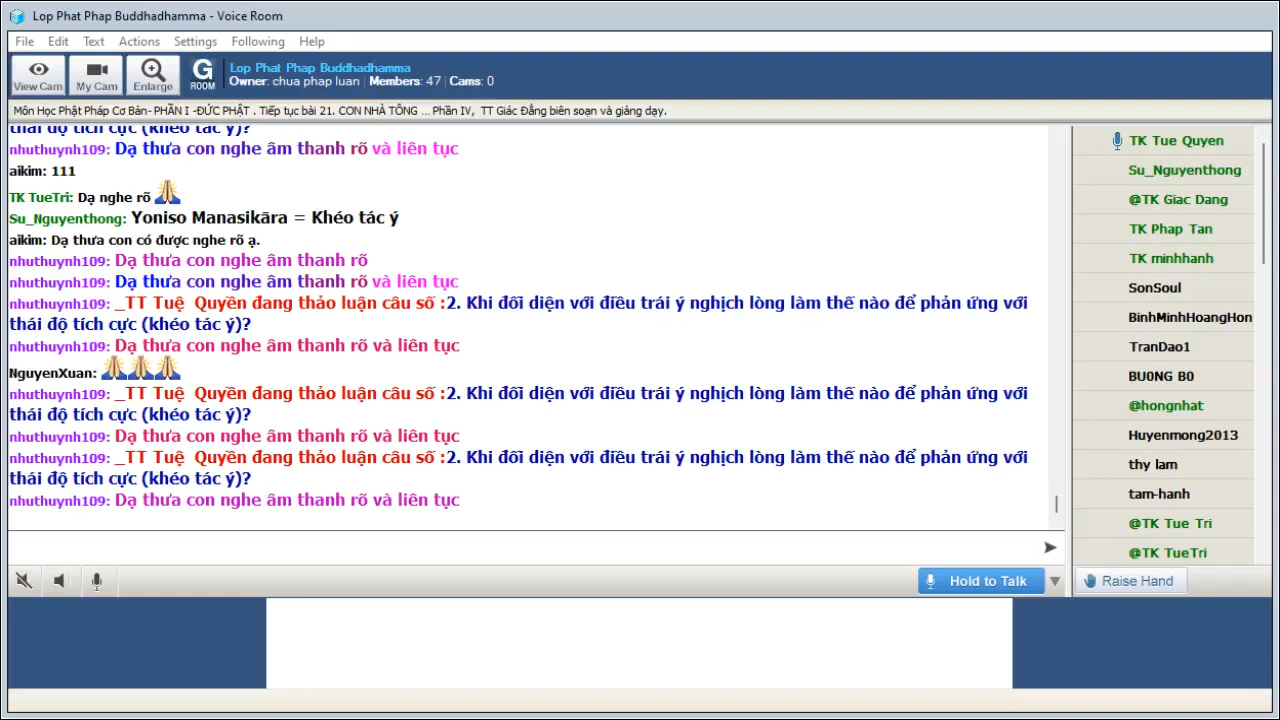 Lop Phat Phap Buddhadhamma - Voice Room
File Edit Text Actions Settings Following Help
View Cam My Cam Enlarge G ROOM
Lop Phat Phap Buddhadhamma
Owner: chua phap luan | Members: 47 | Cams: 0
Môn Học Phật Pháp Cơ Bản- PHẦN I -ĐỨC PHẬT . Tiếp tục bài 21. CON NHÀ TÔNG ... Phần IV, TT Giác Đẳng biên soạn và giảng dạy.
thái độ tích cực (khéo tác ý)?
nhuthuynh109: Dạ thưa con nghe âm thanh rõ và liên tục
aikim: 111
TK TueTri: Dạ nghe rõ
Su_Nguyenthong: Yoniso Manasikāra = Khéo tác ý
aikim: Dạ thưa con có được nghe rõ ạ.
nhuthuynh109: Dạ thưa con nghe âm thanh rõ
nhuthuynh109: Dạ thưa con nghe âm thanh rõ và liên tục
nhuthuynh109: _TT Tuệ Quyền đang thảo luận câu số :2. Khi đối diện với điều trái ý nghịch lòng làm thế nào để phản ứng với
thái độ tích cực (khéo tác ý)?
nhuthuynh109: Dạ thưa con nghe âm thanh rõ và liên tục
NguyenXuan:
nhuthuynh109: _TT Tuệ Quyền đang thảo luận câu số :2. Khi đối diện với điều trái ý nghịch lòng làm thế nào để phản ứng với
thái độ tích cực (khéo tác ý)?
nhuthuynh109: Dạ thưa con nghe âm thanh rõ và liên tục
nhuthuynh109: _TT Tuệ Quyền đang thảo luận câu số :2. Khi đối diện với điều trái ý nghịch lòng làm thế nào để phản ứng với
thái độ tích cực (khéo tác ý)?
nhuthuynh109: Dạ thưa con nghe âm thanh rõ và liên tục
TK Tue Quyen
Su_Nguyenthong
@TK Giac Dang
TK Phap Tan
TK minhhanh
SonSoul
BinhMinhHoangHon
TranDao1
BU0NG B0
@hongnhat
Huyenmong2013
thy lam
tam-hanh
@TK Tue Tri
@TK TueTri
Hold to Talk
Raise Hand